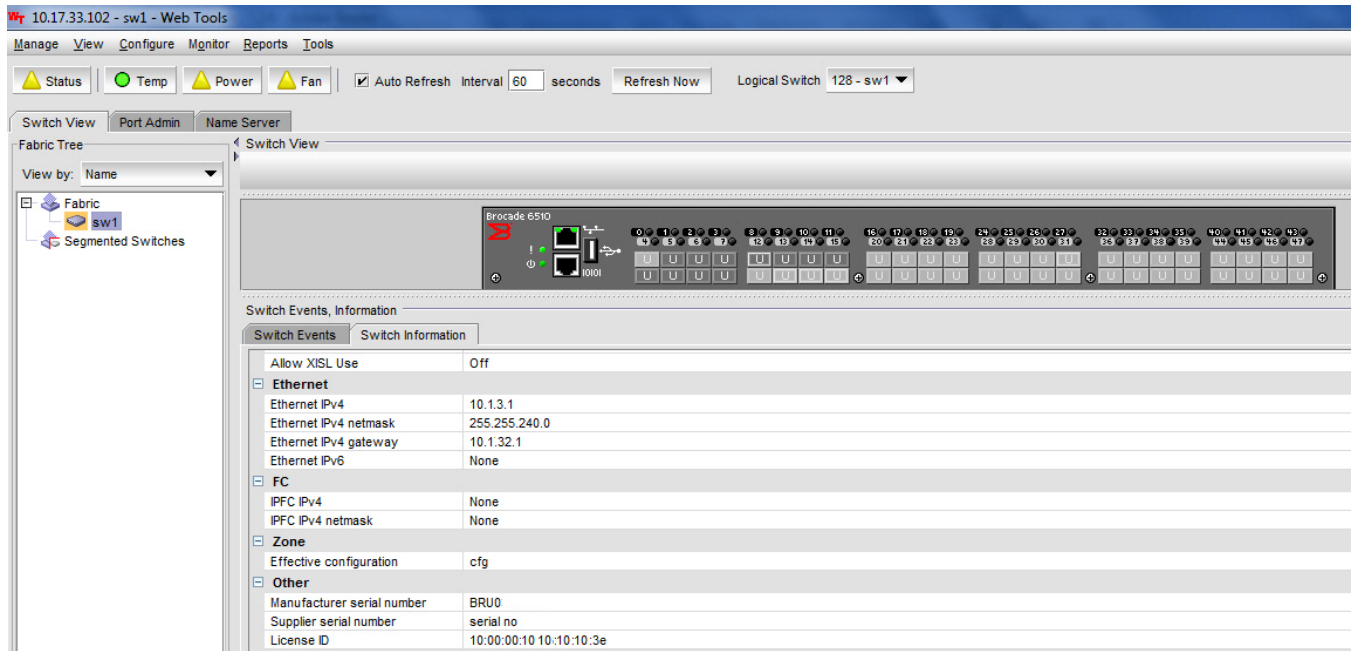 WT 10.17.33.102 - sw1 - Web Tools
Manage View Configure Monitor Reports Tools
Status Temp Power Fan Auto Refresh Interval 60 seconds Refresh Now Logical Switch 128 - sw1
Switch View Port Admin Name Server
Fabric Tree
View by: Name
Fabric
sw1
Segmented Switches
Switch View
Brocade 6510
0 1 2 3 8 9 10 11 16 17 18 19 24 25 26 27 32 33 34 35 40 41 42 43
4 5 6 7 12 13 14 15 20 21 22 23 28 29 30 31 36 37 38 39 44 45 46 47
!
U U U U U U U U U U U U U U U U U U U U U U U U
10101
U U U U U U U U U U U U U U U U U U U U U U U U
Switch Events, Information
Switch Events Switch Information
Allow XISL Use Off
Ethernet
Ethernet IPv4 10.1.3.1
Ethernet IPv4 netmask 255.255.240.0
Ethernet IPv4 gateway 10.1.32.1
Ethernet IPv6 None
FC
IPFC IPv4 None
IPFC IPv4 netmask None
Zone
Effective configuration cfg
Other
Manufacturer serial number BRU0
Supplier serial number serial no
License ID 10:00:00:10 10:10:10:3e